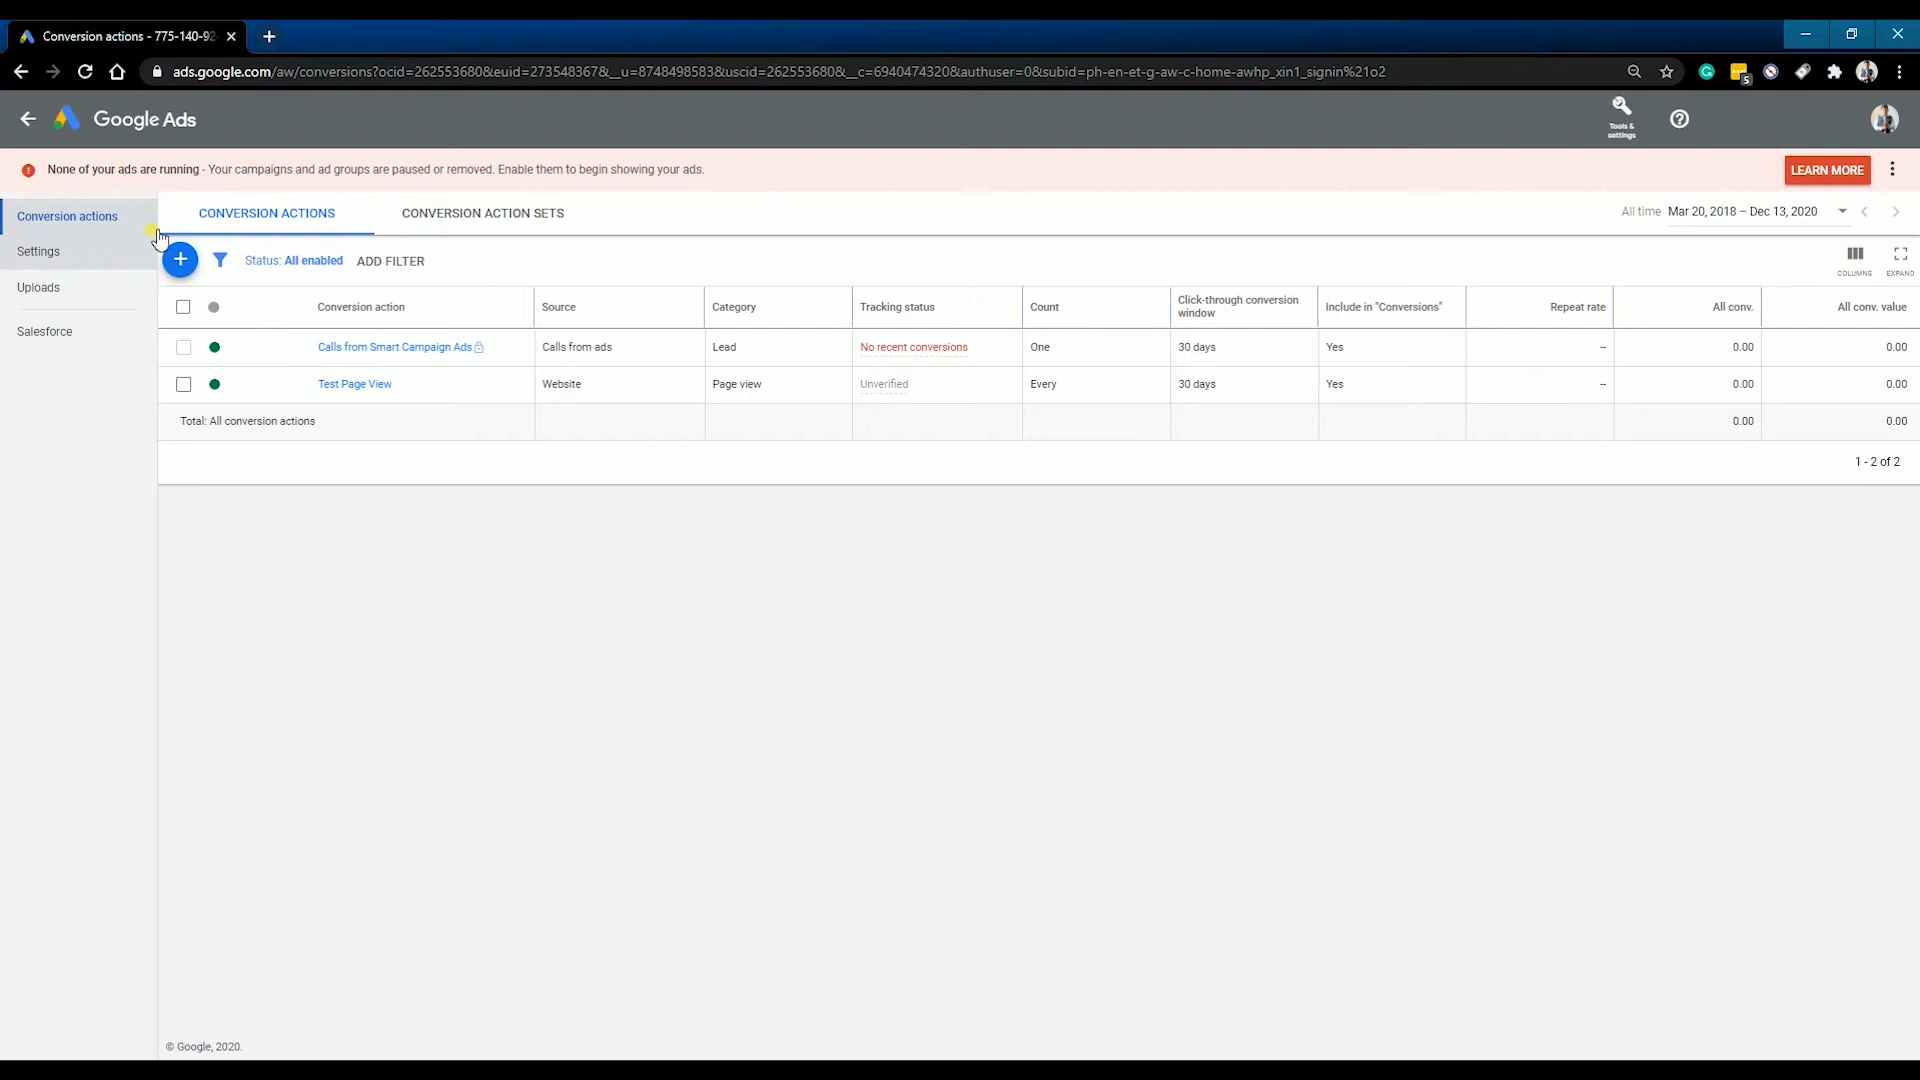 Conversion actions - 775-140-92
ads.google.com/aw/conversions?ocid=262553680&euid=273548367&__u=8748498583&uscid=262553680&__c=6940474320&authuser=0&subid=ph-en-et-g-aw-c-home-awhp_xin1_signin%21o2
5
Google Ads
Tools &
settings
None of your ads are running - Your campaigns and ad groups are paused or removed. Enable them to begin showing your ads.
LEARN MORE
Conversion actions
Settings
Uploads
Salesforce
CONVERSION ACTIONS
CONVERSION ACTION SETS
All time Mar 20, 2018 – Dec 13, 2020
Status: All enabled
ADD FILTER
COLUMNS
EXPAND
Conversion action Source Category Tracking status Count Click-through conversion window Include in "Conversions" Repeat rate All conv. All conv. value
Calls from Smart Campaign Ads Calls from ads Lead No recent conversions One 30 days Yes -- 0.00 0.00
Test Page View Website Page view Unverified Every 30 days Yes -- 0.00 0.00
Total: All conversion actions 0.00 0.00
1 - 2 of 2
© Google, 2020.